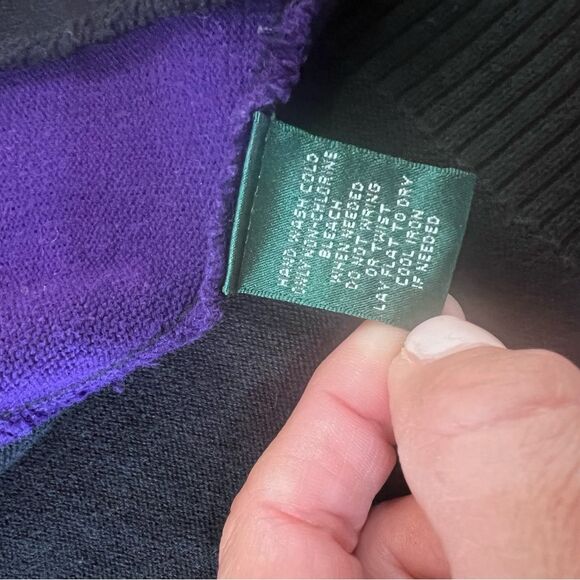 HAND WASH COLD
ONLY NON-CHLORINE
BLEACH
WHEN NEEDED
DO NOT WRING
OR TWIST
LAY FLAT TO DRY
COOL IRON
IF NEEDED